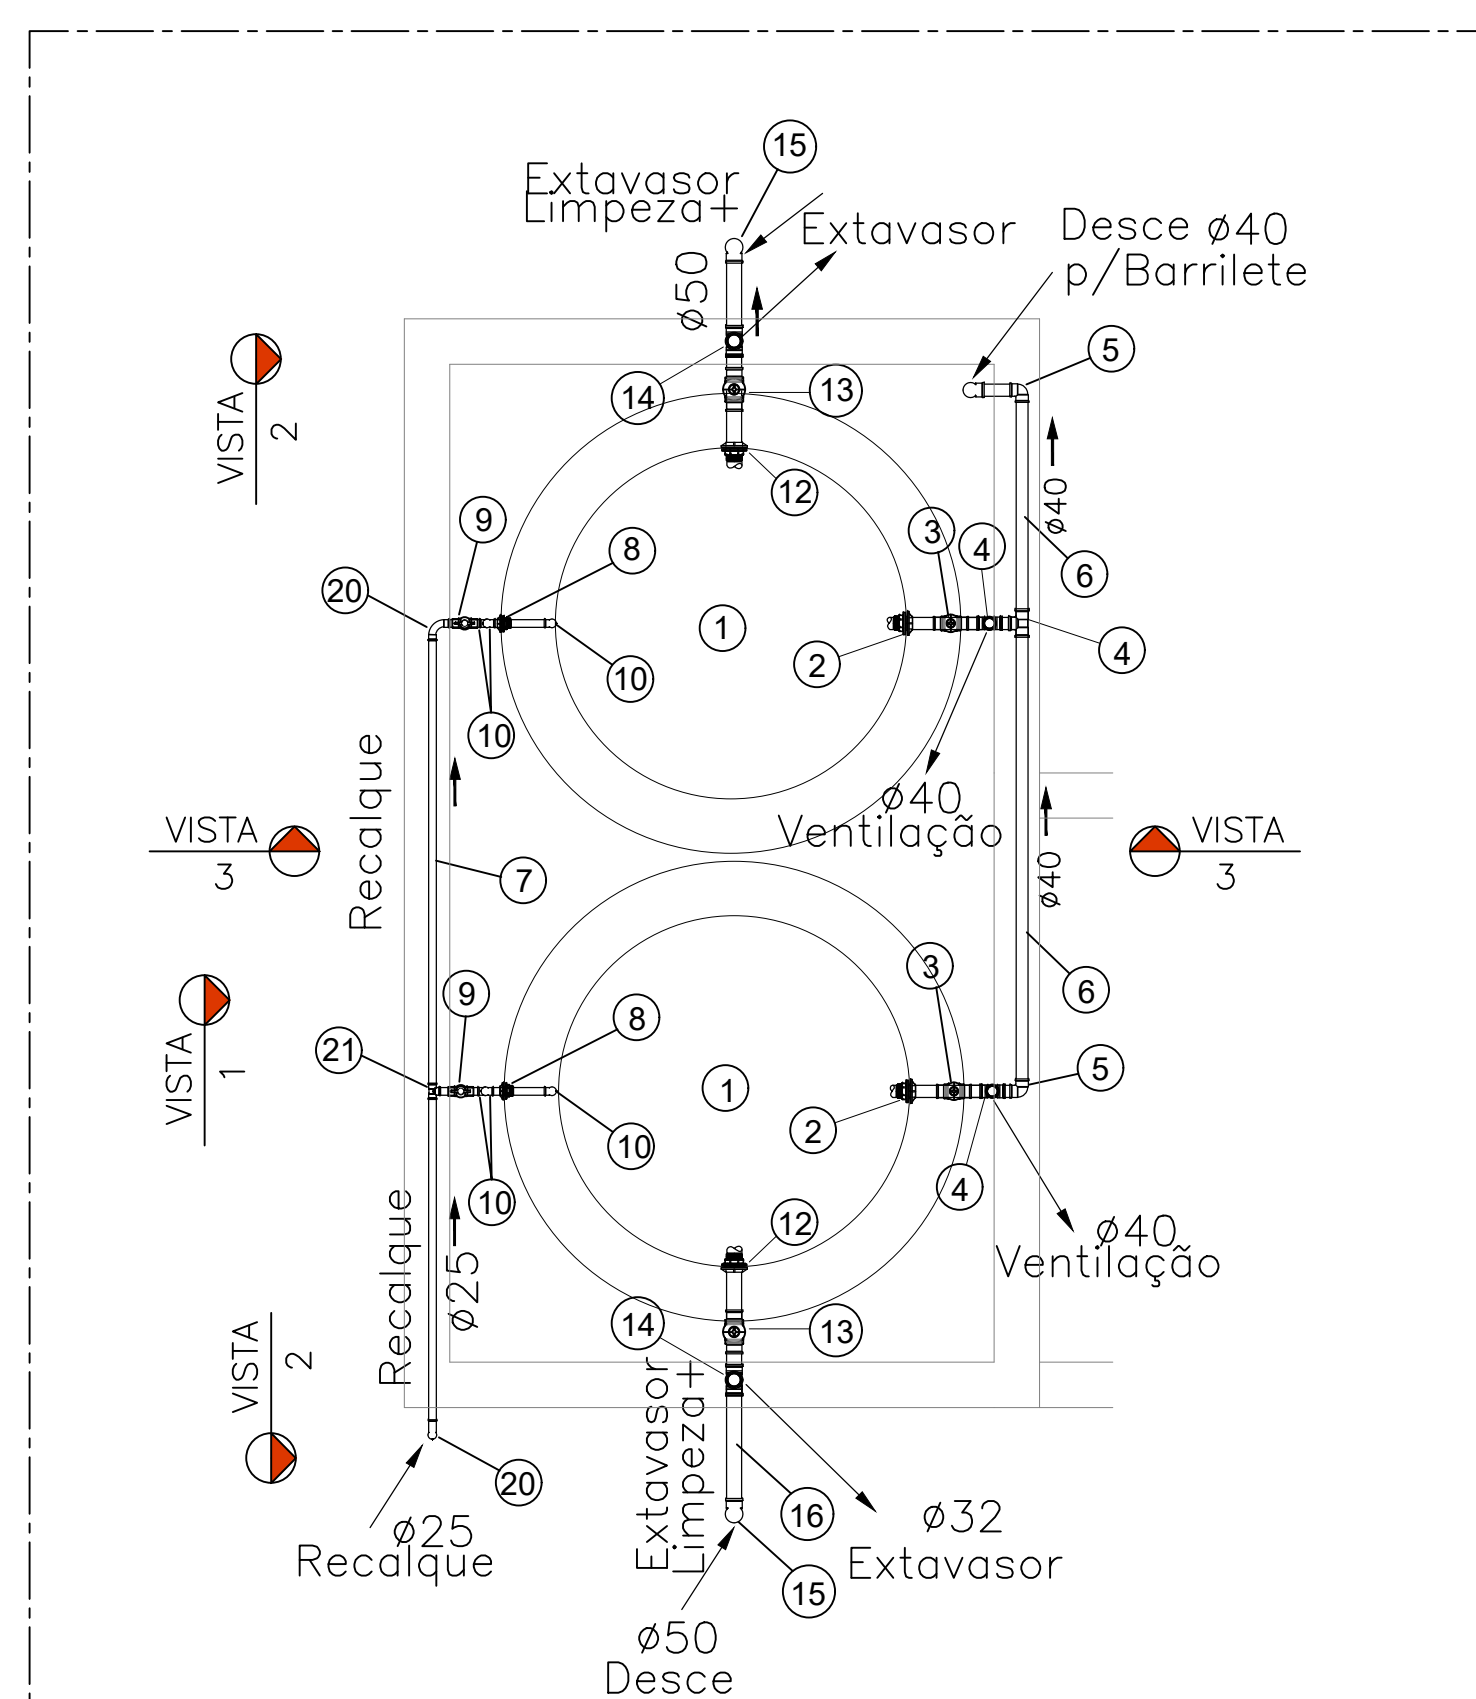 15
Extavasor
Limpeza+
Extavasor
Desce ø40
p/Barrilete
ø50
VISTA
2
14
13
5
12
ø40
9
8
3
4
20
6
1
2
4
10
10
Recalque
ø40
Ventilação
VISTA
3
VISTA
3
7
ø40
VISTA
1
9
8
3
6
21
5
1
2
10
10
4
12
Recalque
ø25
ø40
Ventilação
VISTA
2
14
13
Extavasor
Limpeza+
20
16
ø25
Recalque
ø32
Extavasor
15
ø50
Desce